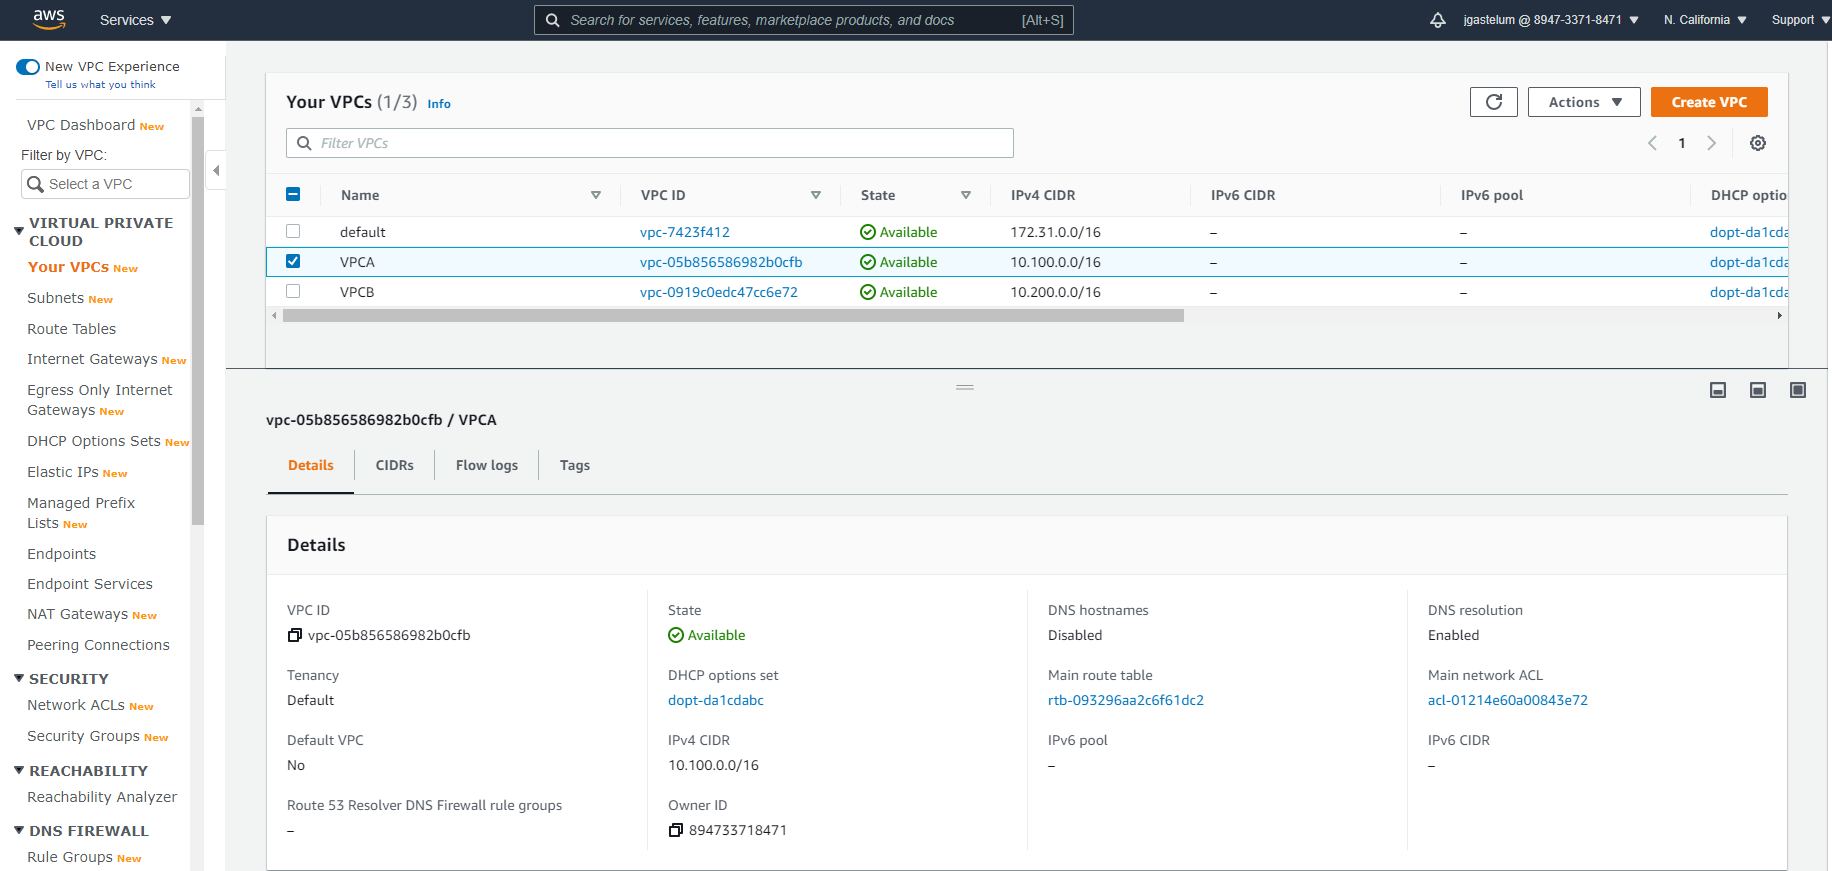 aws Services Search for services, features, marketplace products, and docs [Alt+S] jgastelum @ 8947-3371-8471 N. California Support
New VPC Experience
Tell us what you think
VPC Dashboard New
Filter by VPC:
Select a VPC
VIRTUAL PRIVATE
CLOUD
Your VPCs New
Subnets New
Route Tables
Internet Gateways New
Egress Only Internet
Gateways New
DHCP Options Sets New
Elastic IPs New
Managed Prefix
Lists New
Endpoints
Endpoint Services
NAT Gateways New
Peering Connections
SECURITY
Network ACLs New
Security Groups New
REACHABILITY
Reachability Analyzer
DNS FIREWALL
Rule Groups New
Your VPCs (1/3) Info
Actions Create VPC
Filter VPCs
1
Name VPC ID State IPv4 CIDR IPv6 CIDR IPv6 pool DHCP optio
default vpc-7423f412 Available 172.31.0.0/16 – – dopt-da1cda
VPCA vpc-05b856586982b0cfb Available 10.100.0.0/16 – – dopt-da1cda
VPCB vpc-0919c0edc47cc6e72 Available 10.200.0.0/16 – – dopt-da1cda
vpc-05b856586982b0cfb / VPCA
Details CIDRs Flow logs Tags
Details
VPC ID State DNS hostnames DNS resolution
vpc-05b856586982b0cfb Available Disabled Enabled
Tenancy DHCP options set Main route table Main network ACL
Default dopt-da1cdabc rtb-093296aa2c6f61dc2 acl-01214e60a00843e72
Default VPC IPv4 CIDR IPv6 pool IPv6 CIDR
No 10.100.0.0/16 – –
Route 53 Resolver DNS Firewall rule groups Owner ID
– 894733718471